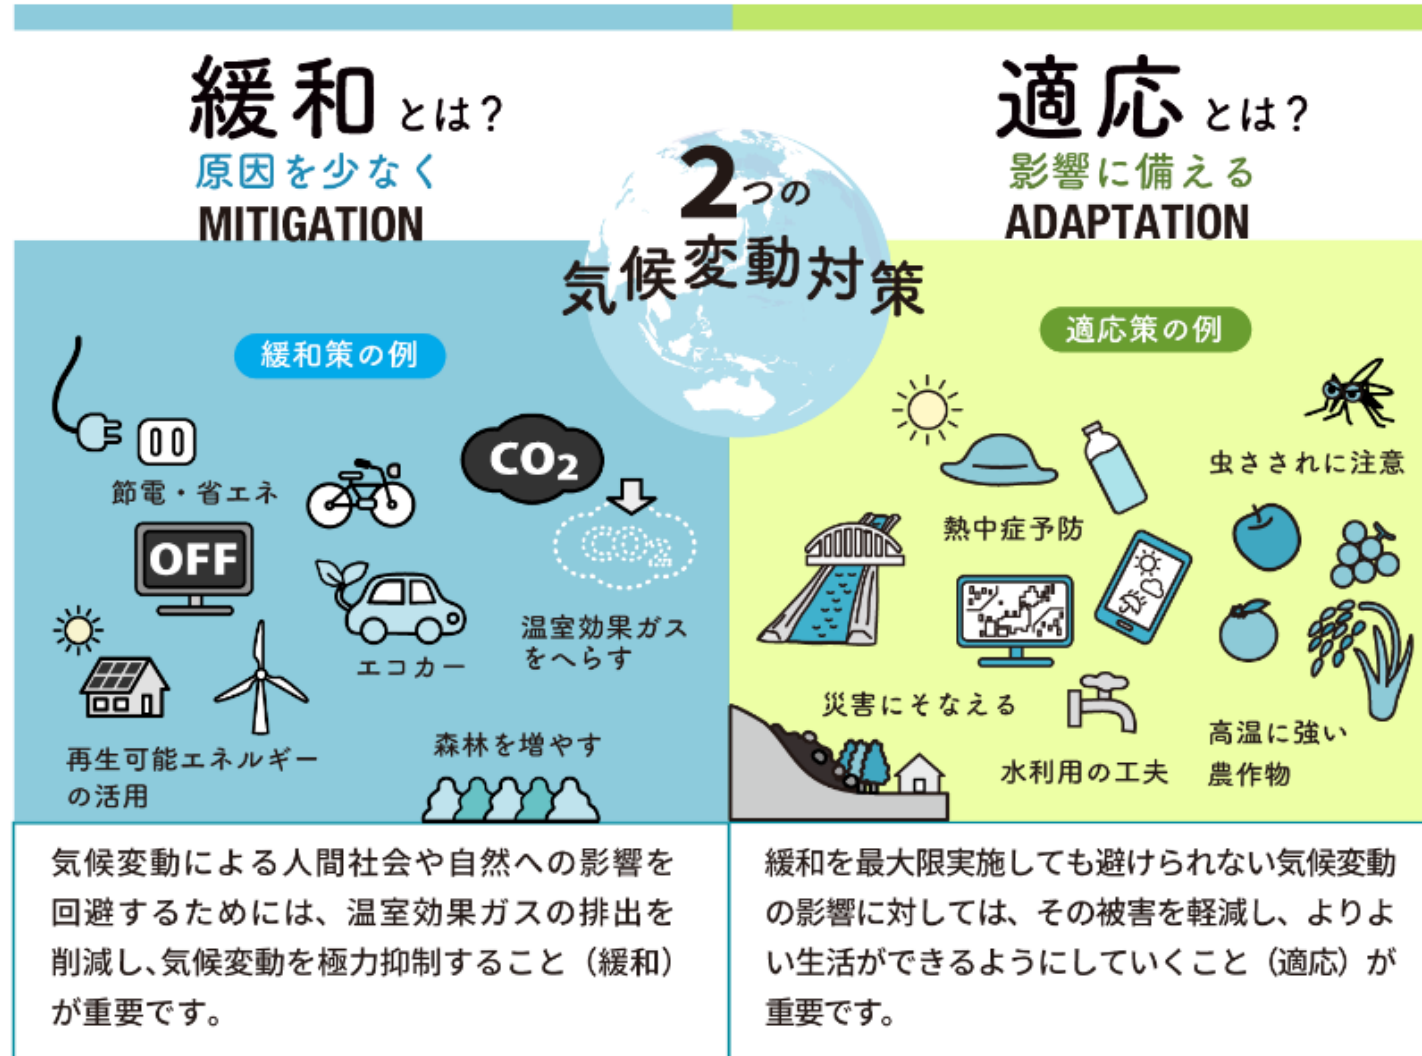 緩和とは?
原因を少なく
MITIGATION
2つの
気候変動対策
適応とは?
影響に備える
ADAPTATION
緩和策の例
節電・省エネ
OFF
CO2
CO2
温室効果ガス
をへらす
エコカー
再生可能エネルギー
の活用
森林を増やす
適応策の例
虫さされに注意
熱中症予防
災害にそなえる
水利用の工夫
高温に強い
農作物
気候変動による人間社会や自然への影響を
回避するためには、温室効果ガスの排出を
削減し、気候変動を極力抑制すること（緩和）
が重要です。
緩和を最大限実施しても避けられない気候変動
の影響に対しては、その被害を軽減し、よりよ
い生活ができるようにしていくこと（適応）が
重要です。